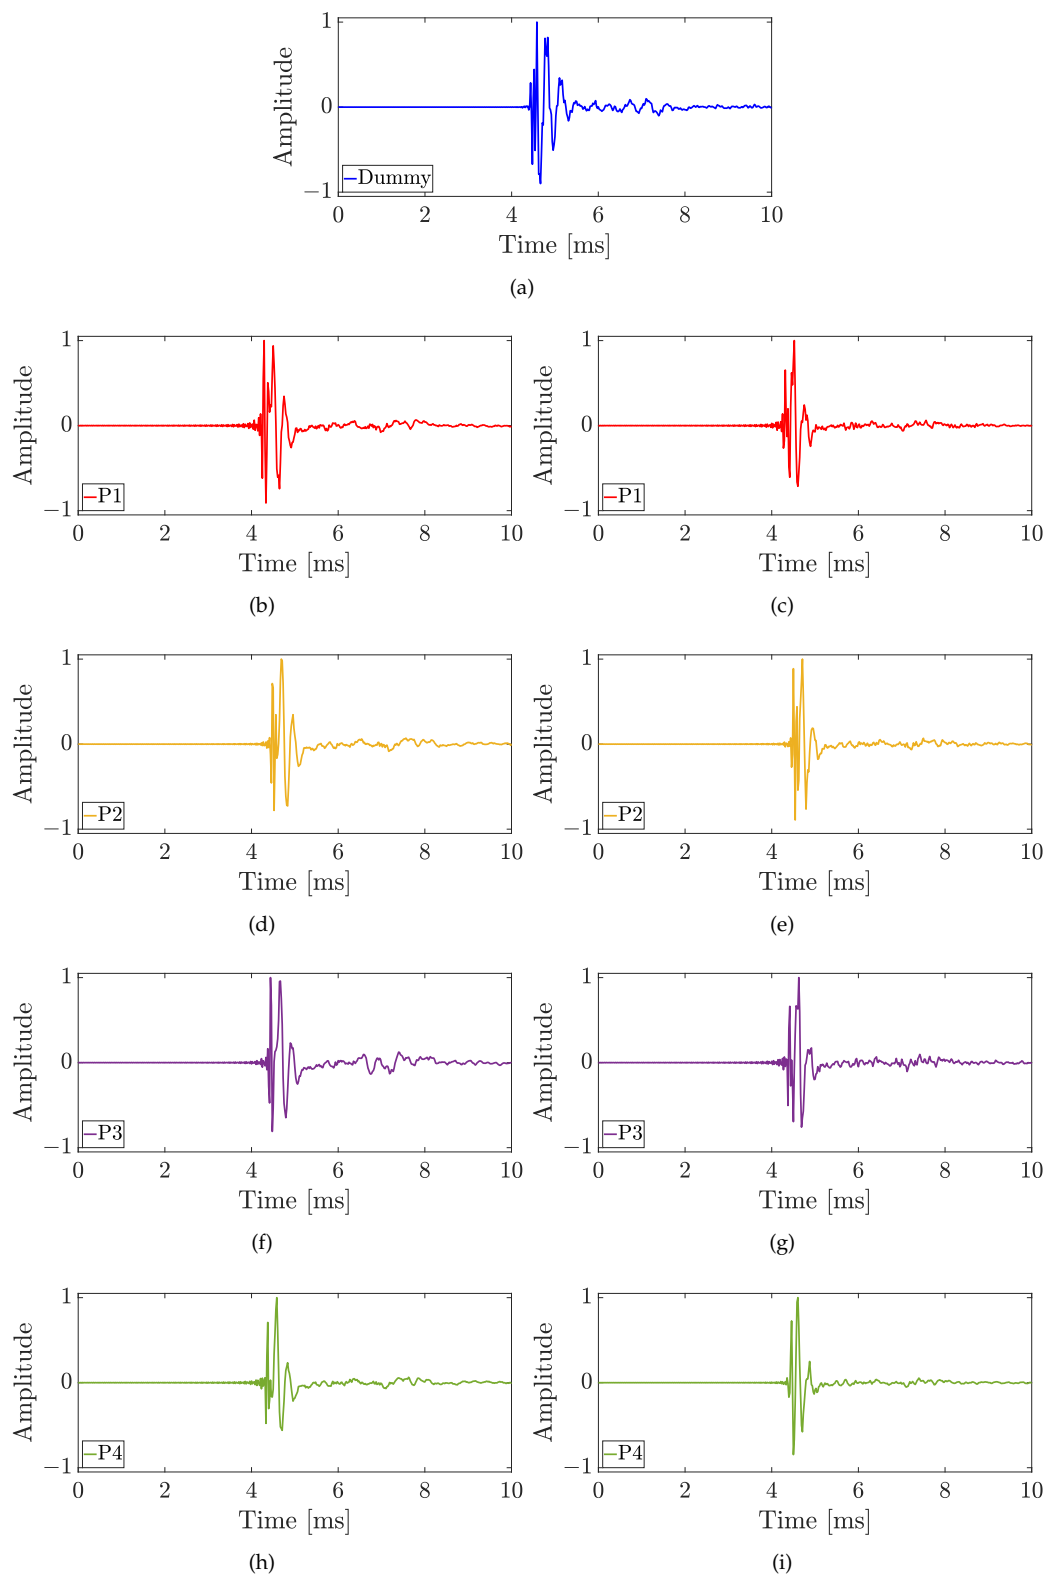 1
0
−1
Amplitude
Dummy
0 2 4 6 8 10
Time [ms]
(a)
1
0
−1
Amplitude
P1
0 2 4 6 8 10
Time [ms]
(b)
1
0
−1
Amplitude
P1
0 2 4 6 8 10
Time [ms]
(c)
1
0
−1
Amplitude
P2
0 2 4 6 8 10
Time [ms]
(d)
1
0
−1
Amplitude
P2
0 2 4 6 8 10
Time [ms]
(e)
1
0
−1
Amplitude
P3
0 2 4 6 8 10
Time [ms]
(f)
1
0
−1
Amplitude
P3
0 2 4 6 8 10
Time [ms]
(g)
1
0
−1
Amplitude
P4
0 2 4 6 8 10
Time [ms]
(h)
1
0
−1
Amplitude
P4
0 2 4 6 8 10
Time [ms]
(i)